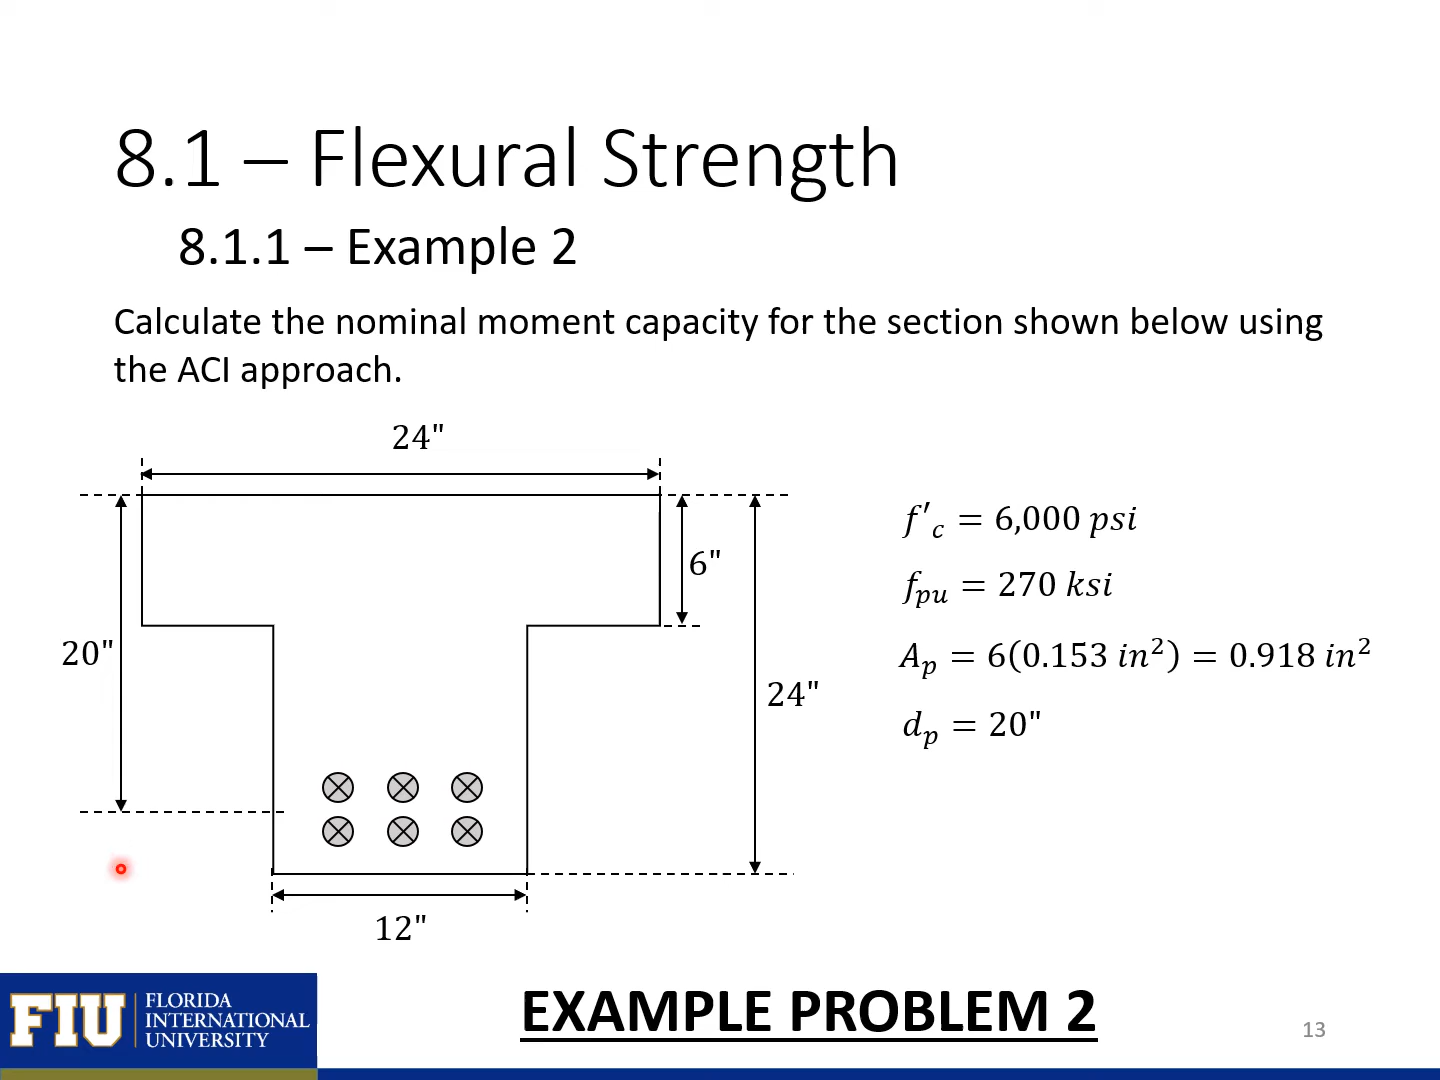 8.1 – Flexural Strength
8.1.1 – Example 2
Calculate the nominal moment capacity for the section shown below using
the ACI approach.
24"
6"
20"
24"
12"
f′c = 6,000 psi
fpu = 270 ksi
Ap = 6(0.153 in²) = 0.918 in²
dp = 20"
FIU
FLORIDA
INTERNATIONAL
UNIVERSITY
EXAMPLE PROBLEM 2
13